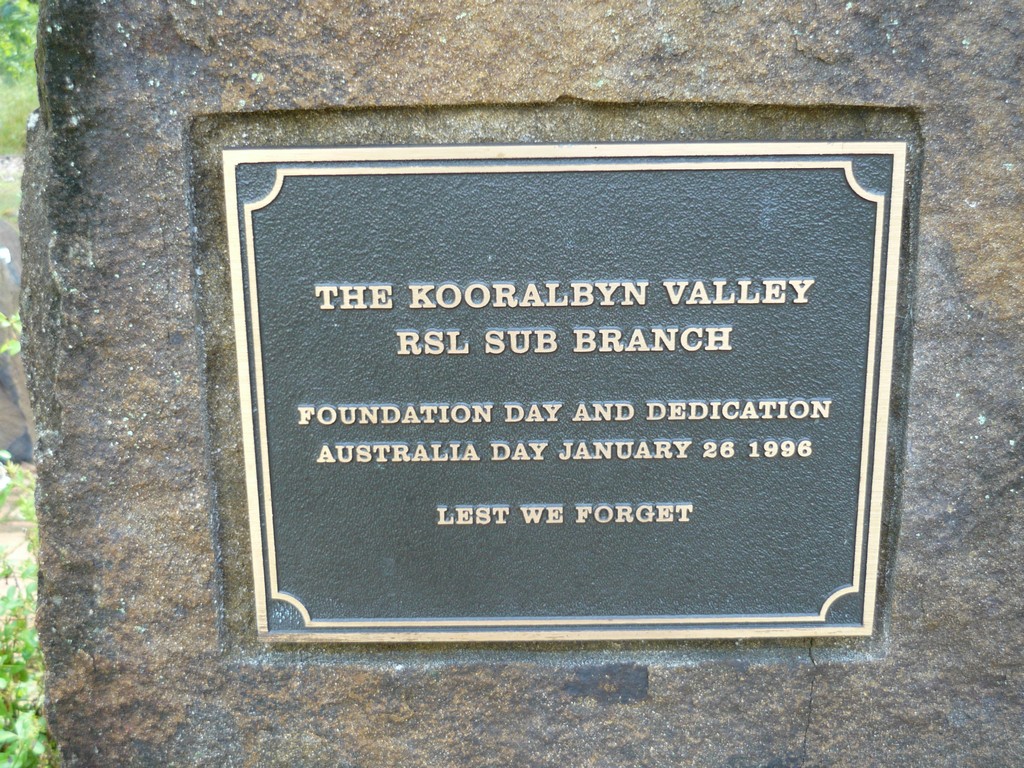 THE KOORALBYN VALLEY
RSL SUB BRANCH
FOUNDATION DAY AND DEDICATION
AUSTRALIA DAY JANUARY 26 1996
LEST WE FORGET